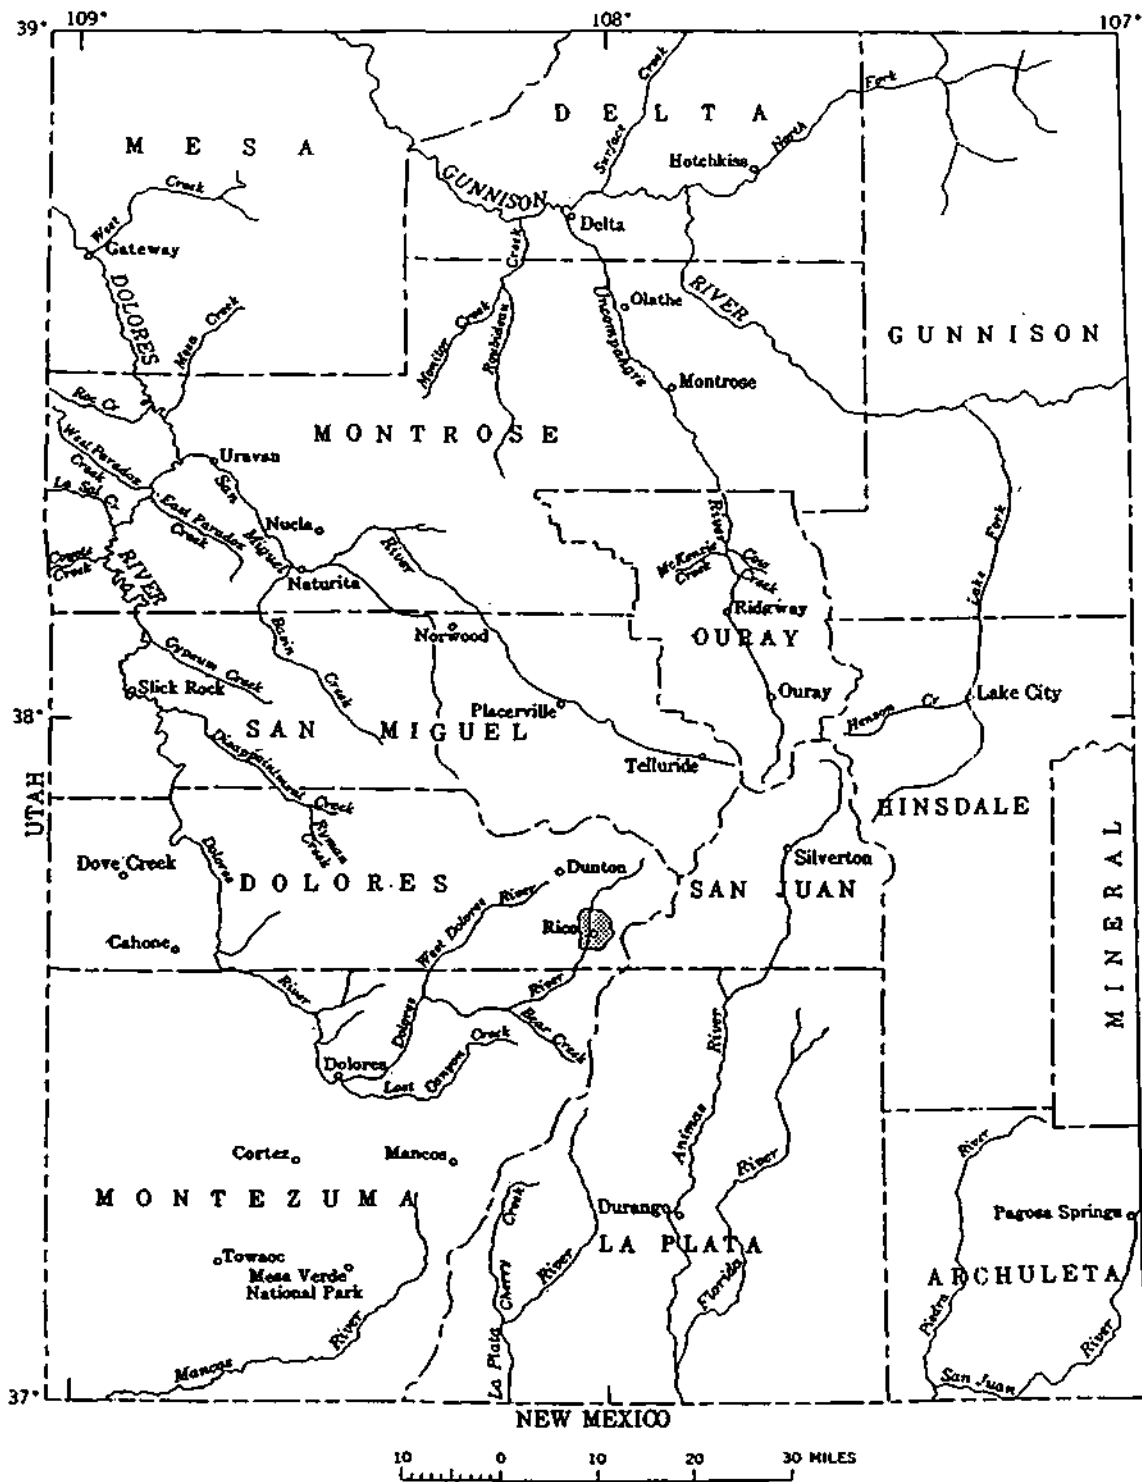 109°
108°
107°
39°
Creek
DELTA
Fork
MESA
Surface
North
Hotchkiss
Creek
GUNNISON
West
Delta
Gateway
Creek
DOLORES
RIVER
Olathe
Uncompahgre
Mesa Creek
Monitor Creek
Roubideau
GUNNISON
Roc Cr
Montrose
MONTROSE
West Paradox
Creek
Uravan
La Sal Cr
San
East Paradox
Creek
Nucla
Miguel
River
River
Lake
Fork
Coyote
Creek
RIVER
Naturita
McKenzie
Creek
Cow
Creek
Ridgway
Norwood
OURAY
Basin
Creek
Gypsum Creek
Slick Rock
Ouray
Lake City
Henson Cr
38°
Placerville
SAN MIGUEL
Disappointment
Creek
Telluride
UTAH
HINSDALE
MINERAL
Ryman
Creek
Dolores
Silverton
Dove Creek
Dunton
DOLORES
SAN JUAN
West Dolores River
Rico
Cahone
River
River
Dolores
Bear Creek
River
Dolores
Lost Canyon Creek
Animas
River
River
Cortez
Mancos
MONTEZUMA
Creek
Durango
Pagosa Springs
LA PLATA
Towaoc
Mesa Verde
National Park
Cherry
River
Florida
ARCHULETA
Piedra
River
River
Mancos
La Plata
San Juan
37°
NEW MEXICO
10 0 10 20 30 MILES